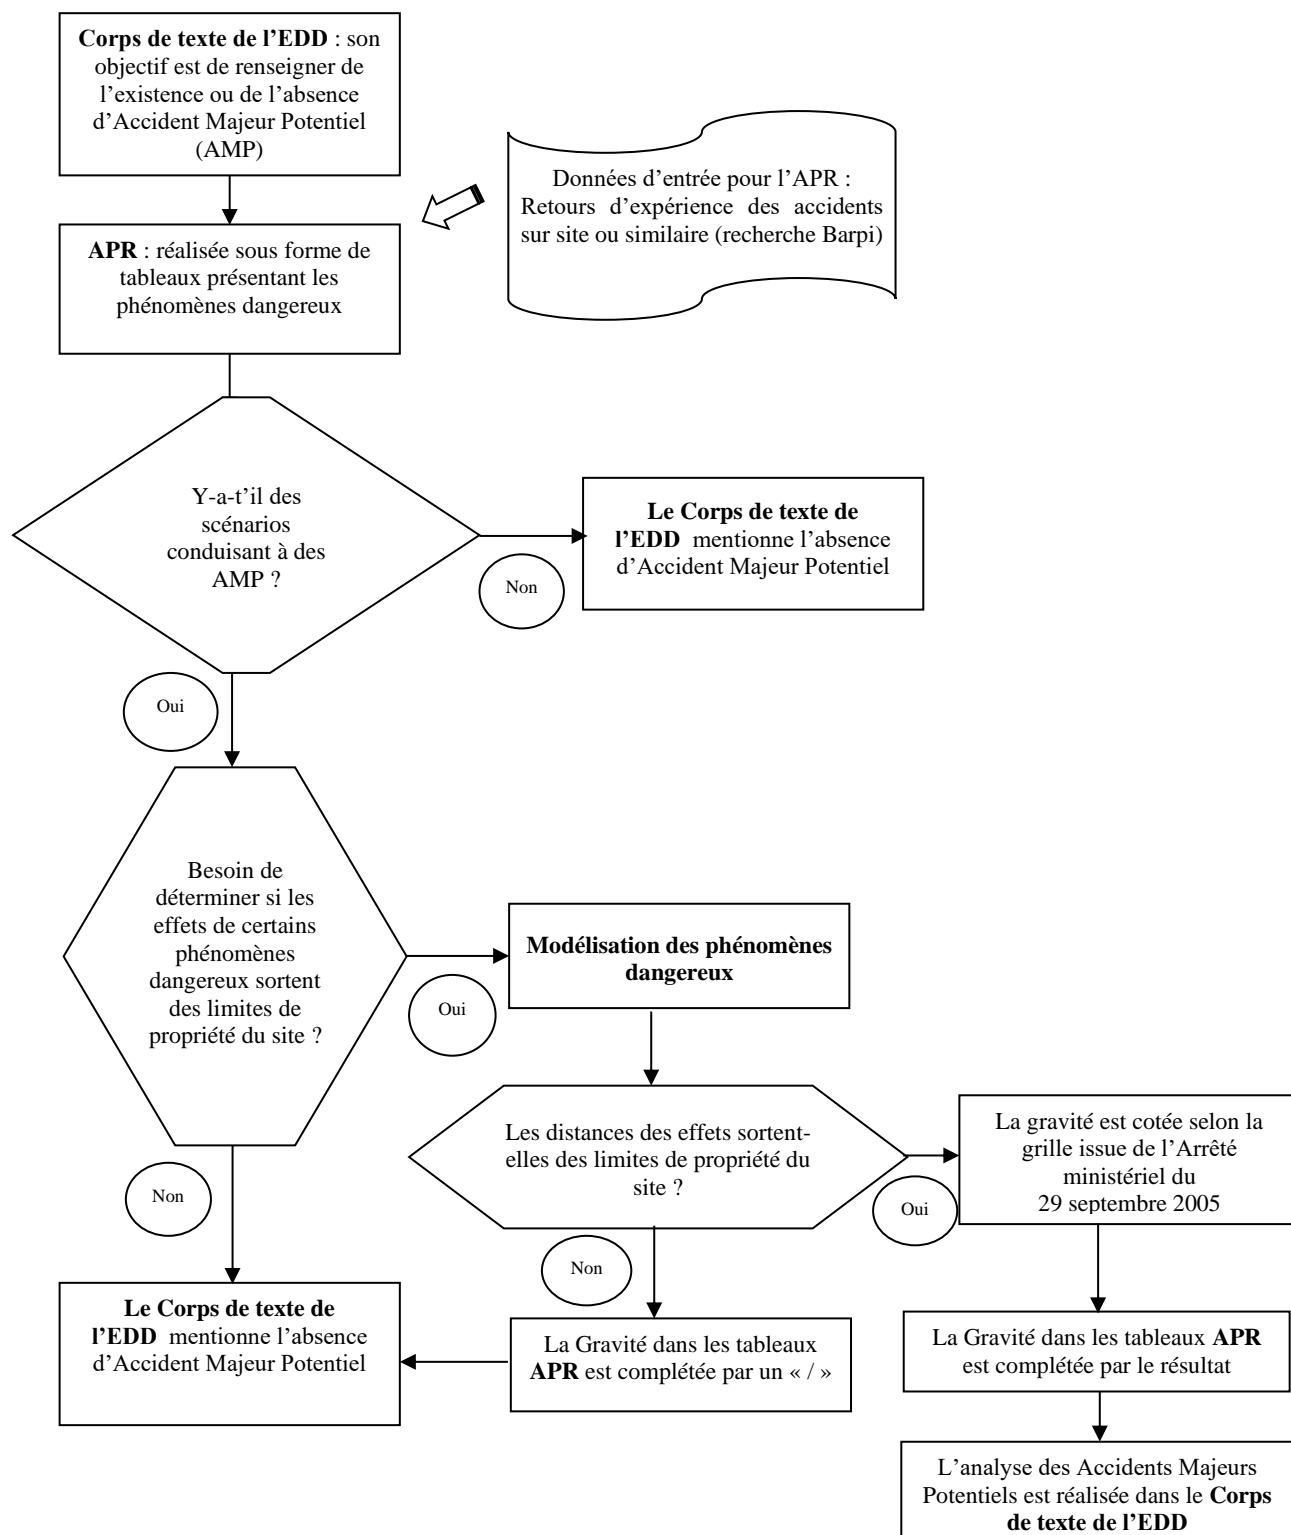 Corps de texte de l’EDD : son
objectif est de renseigner de
l’existence ou de l’absence
d’Accident Majeur Potentiel
(AMP)
Données d’entrée pour l’APR :
Retours d’expérience des accidents
sur site ou similaire (recherche Barpi)
APR : réalisée sous forme de
tableaux présentant les
phénomènes dangereux
Y-a-t’il des
scénarios
conduisant à des
AMP ?
Non
Le Corps de texte de
l’EDD mentionne l’absence
d’Accident Majeur Potentiel
Oui
Besoin de
déterminer si les
effets de certains
phénomènes
dangereux sortent
des limites de
propriété du site ?
Oui
Modélisation des phénomènes
dangereux
Les distances des effets sortent-
elles des limites de propriété du
site ?
Oui
La gravité est cotée selon la
grille issue de l’Arrêté
ministériel du
29 septembre 2005
Non
Non
Le Corps de texte de
l’EDD mentionne l’absence
d’Accident Majeur Potentiel
La Gravité dans les tableaux
APR est complétée par un « / »
La Gravité dans les tableaux APR
est complétée par le résultat
L’analyse des Accidents Majeurs
Potentiels est réalisée dans le Corps
de texte de l’EDD